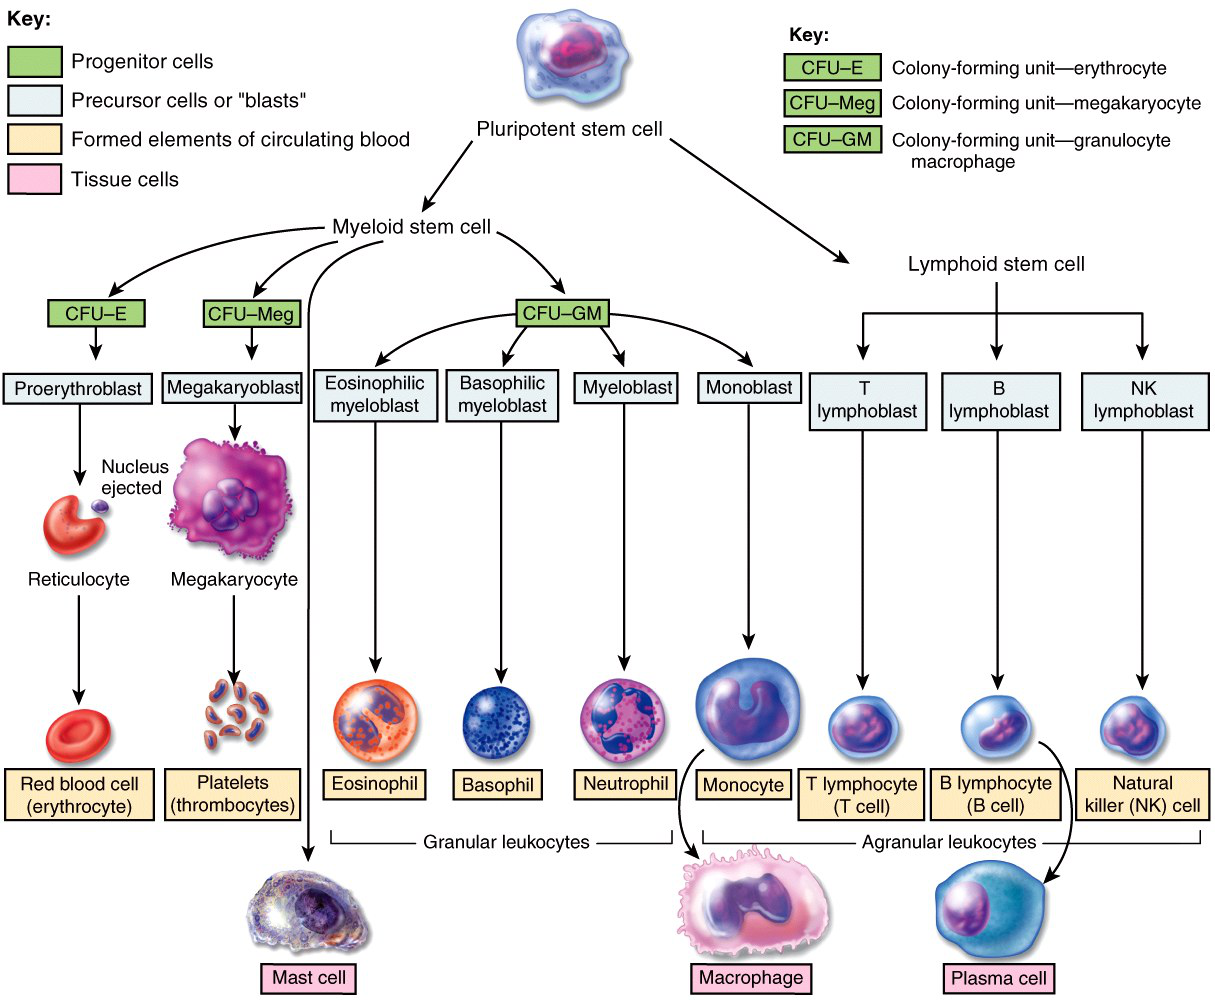 Key:
Progenitor cells
Precursor cells or "blasts"
Formed elements of circulating blood
Tissue cells
Key:
CFU–E Colony-forming unit—erythrocyte
CFU–Meg Colony-forming unit—megakaryocyte
CFU–GM Colony-forming unit—granulocyte
macrophage
Pluripotent stem cell
Myeloid stem cell
Lymphoid stem cell
CFU–E
CFU–Meg
CFU–GM
Proerythroblast
Megakaryoblast
Eosinophilic
myeloblast
Basophilic
myeloblast
Myeloblast
Monoblast
T
lymphoblast
B
lymphoblast
NK
lymphoblast
Nucleus
ejected
Reticulocyte
Megakaryocyte
Red blood cell
(erythrocyte)
Platelets
(thrombocytes)
Eosinophil
Basophil
Neutrophil
Monocyte
T lymphocyte
(T cell)
B lymphocyte
(B cell)
Natural
killer (NK) cell
Granular leukocytes
Agranular leukocytes
Mast cell
Macrophage
Plasma cell